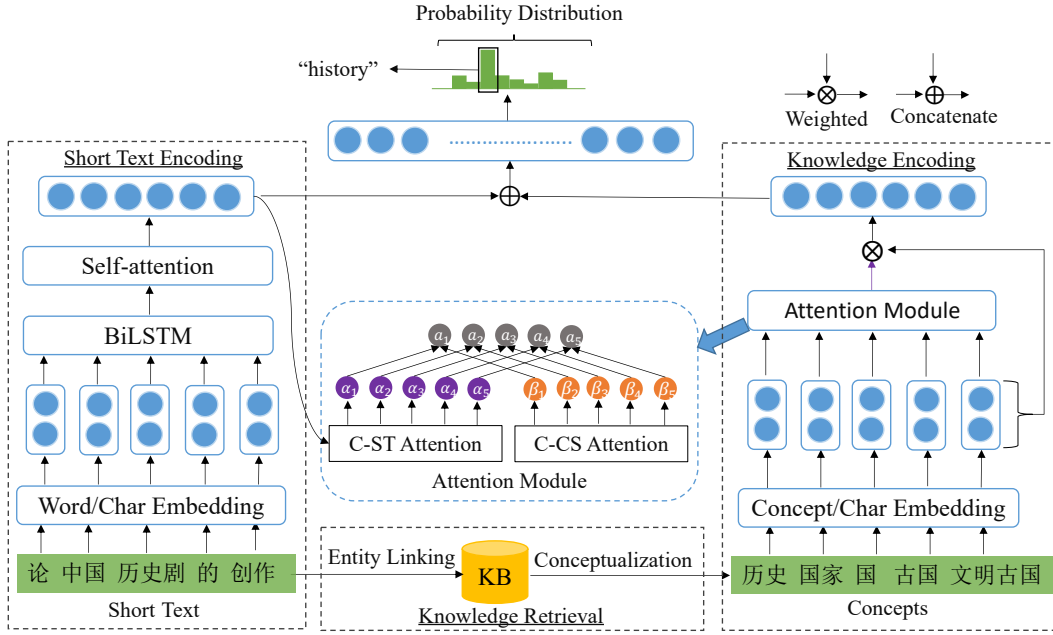 Probability Distribution
“history”
Weighted
Concatenate
Short Text Encoding
Self-attention
BiLSTM
Word/Char Embedding
论 中国 历史剧 的 创作
Short Text
α1 α2 α3 α4 α5
a1 a2 a3 a4 a5
β1 β2 β3 β4 β5
C-ST Attention
C-CS Attention
Attention Module
Entity Linking
KB
Conceptualization
Knowledge Retrieval
Knowledge Encoding
Attention Module
Concept/Char Embedding
历史 国家 国 古国 文明古国
Concepts